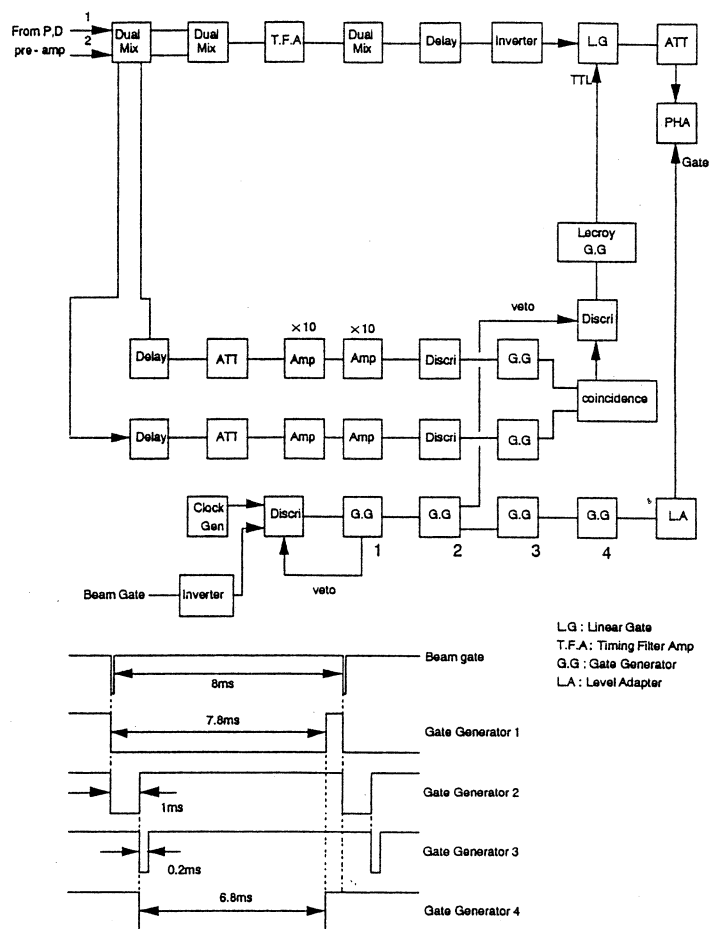 1
From P,D
2
pre - amp
Dual
Mix
Dual
Mix
T.F.A
Dual
Mix
Delay
Inverter
L.G
ATT
TTL
PHA
Gate
Lecroy
G.G
veto
Discri
×10
×10
Delay
ATT
Amp
Amp
Discri
G.G
coincidence
Delay
ATT
Amp
Amp
Discri
G.G
Clock
Gen
Discri
G.G
G.G
G.G
G.G
L.A
1
2
3
4
veto
Beam Gate
Inverter
L.G : Linear Gate
T.F.A : Timing Filter Amp
G.G : Gate Generator
L.A : Level Adapter
Beam gate
8ms
7.8ms
Gate Generator 1
1ms
Gate Generator 2
0.2ms
Gate Generator 3
6.8ms
Gate Generator 4